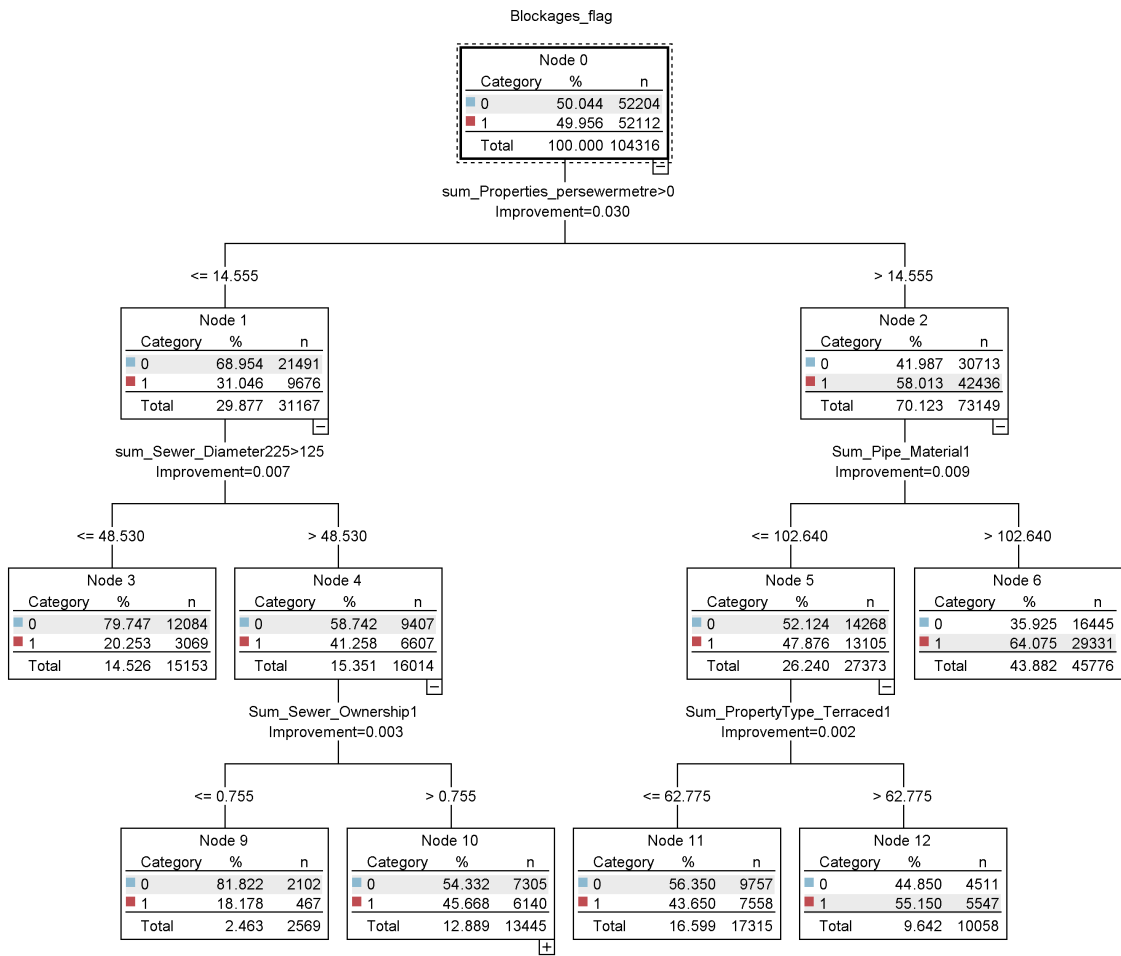 Blockages_flag
Node 0
Category % n
0 50.044 52204
1 49.956 52112
Total 100.000 104316
sum_Properties_persewermetre>0
Improvement=0.030
<= 14.555
> 14.555
Node 1
Category % n
0 68.954 21491
1 31.046 9676
Total 29.877 31167
Node 2
Category % n
0 41.987 30713
1 58.013 42436
Total 70.123 73149
sum_Sewer_Diameter225>125
Improvement=0.007
Sum_Pipe_Material1
Improvement=0.009
<= 48.530
> 48.530
<= 102.640
> 102.640
Node 3
Category % n
0 79.747 12084
1 20.253 3069
Total 14.526 15153
Node 4
Category % n
0 58.742 9407
1 41.258 6607
Total 15.351 16014
Node 5
Category % n
0 52.124 14268
1 47.876 13105
Total 26.240 27373
Node 6
Category % n
0 35.925 16445
1 64.075 29331
Total 43.882 45776
Sum_Sewer_Ownership1
Improvement=0.003
Sum_PropertyType_Terraced1
Improvement=0.002
<= 0.755
> 0.755
<= 62.775
> 62.775
Node 9
Category % n
0 81.822 2102
1 18.178 467
Total 2.463 2569
Node 10
Category % n
0 54.332 7305
1 45.668 6140
Total 12.889 13445
Node 11
Category % n
0 56.350 9757
1 43.650 7558
Total 16.599 17315
Node 12
Category % n
0 44.850 4511
1 55.150 5547
Total 9.642 10058